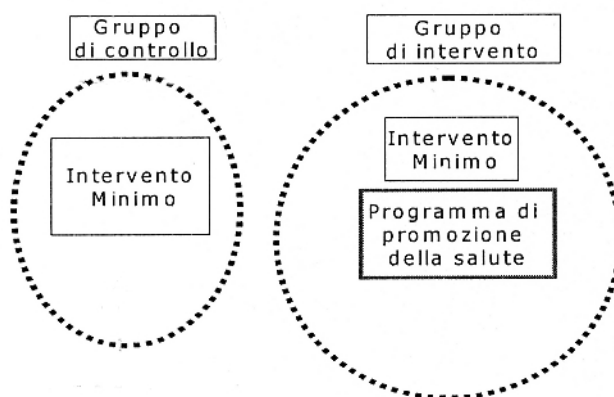 Gruppo
di controllo
Intervento
Minimo
Gruppo
di intervento
Intervento
Minimo
Programma di
promozione
della salute